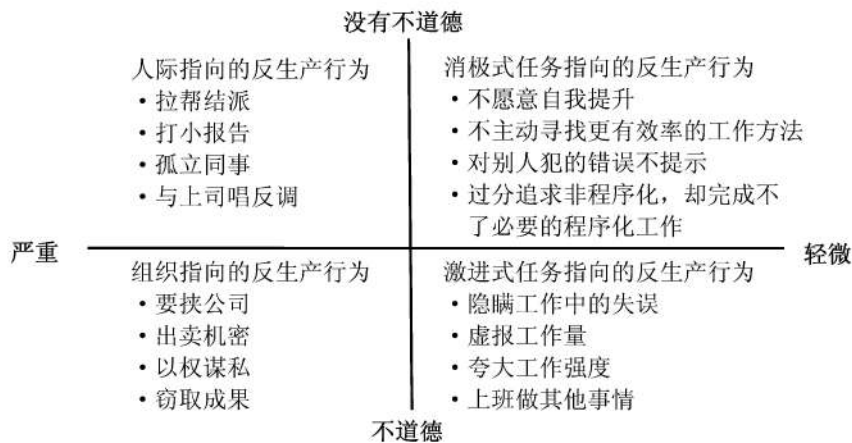 没有不道德
人际指向的反生产行为
·拉帮结派
·打小报告
·孤立同事
·与上司唱反调
消极式任务指向的反生产行为
·不愿意自我提升
·不主动寻找更有效率的工作方法
·对别人犯的错误不提示
·过分追求非程序化，却完成不
了必要的程序化工作
严重
轻微
组织指向的反生产行为
·要挟公司
·出卖机密
·以权谋私
·窃取成果
激进式任务指向的反生产行为
·隐瞒工作中的失误
·虚报工作量
·夸大工作强度
·上班做其他事情
不道德